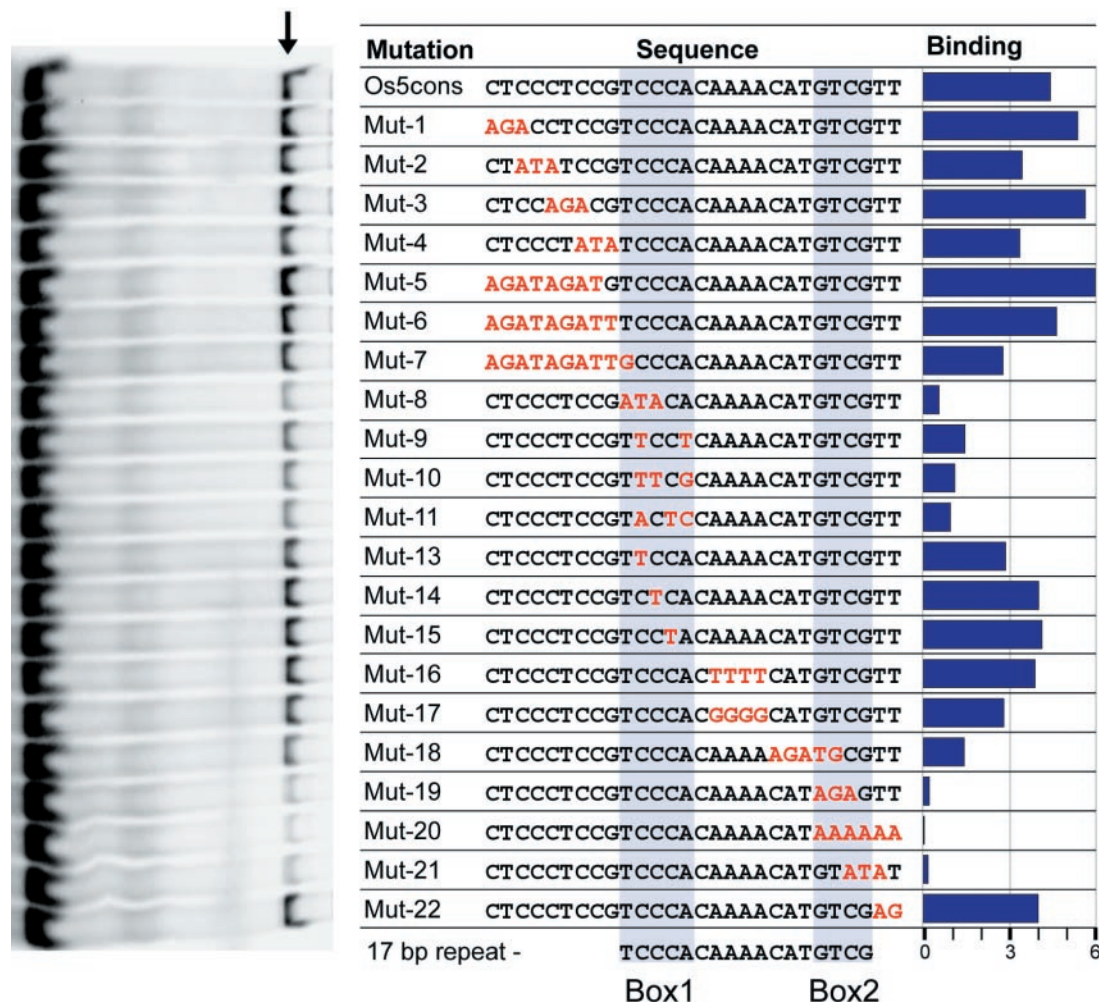 Mutation Sequence Binding
Os5cons CTCCCTCCGTCCCACAAAACATGTCGTT
Mut-1 AGACCTCCGTCCCACAAAACATGTCGTT
Mut-2 CTATATCCGTCCCACAAAACATGTCGTT
Mut-3 CTCCAGACGTCCCACAAAACATGTCGTT
Mut-4 CTCCCTATATCCCACAAAACATGTCGTT
Mut-5 AGATAGATGTCCCACAAAACATGTCGTT
Mut-6 AGATAGATTTCCCACAAAACATGTCGTT
Mut-7 AGATAGATTGCCCACAAAACATGTCGTT
Mut-8 CTCCCTCCGATACACAAAACATGTCGTT
Mut-9 CTCCCTCCGTTCCTCAAAACATGTCGTT
Mut-10 CTCCCTCCGTTTCGCAAAACATGTCGTT
Mut-11 CTCCCTCCGTACTCCAAAACATGTCGTT
Mut-13 CTCCCTCCGTTCCACAAAACATGTCGTT
Mut-14 CTCCCTCCGTCTCACAAAACATGTCGTT
Mut-15 CTCCCTCCGTCCTACAAAACATGTCGTT
Mut-16 CTCCCTCCGTCCCACTTTTCATGTCGTT
Mut-17 CTCCCTCCGTCCCACGGGGCATGTCGTT
Mut-18 CTCCCTCCGTCCCACAAAAAGATGCGTT
Mut-19 CTCCCTCCGTCCCACAAAACATAGAGTT
Mut-20 CTCCCTCCGTCCCACAAAACATAAAAAA
Mut-21 CTCCCTCCGTCCCACAAAACATGTATAT
Mut-22 CTCCCTCCGTCCCACAAAACATGTCGAG
17 bp repeat - TCCCACAAAACATGTCG 0 3 6
Box1 Box2